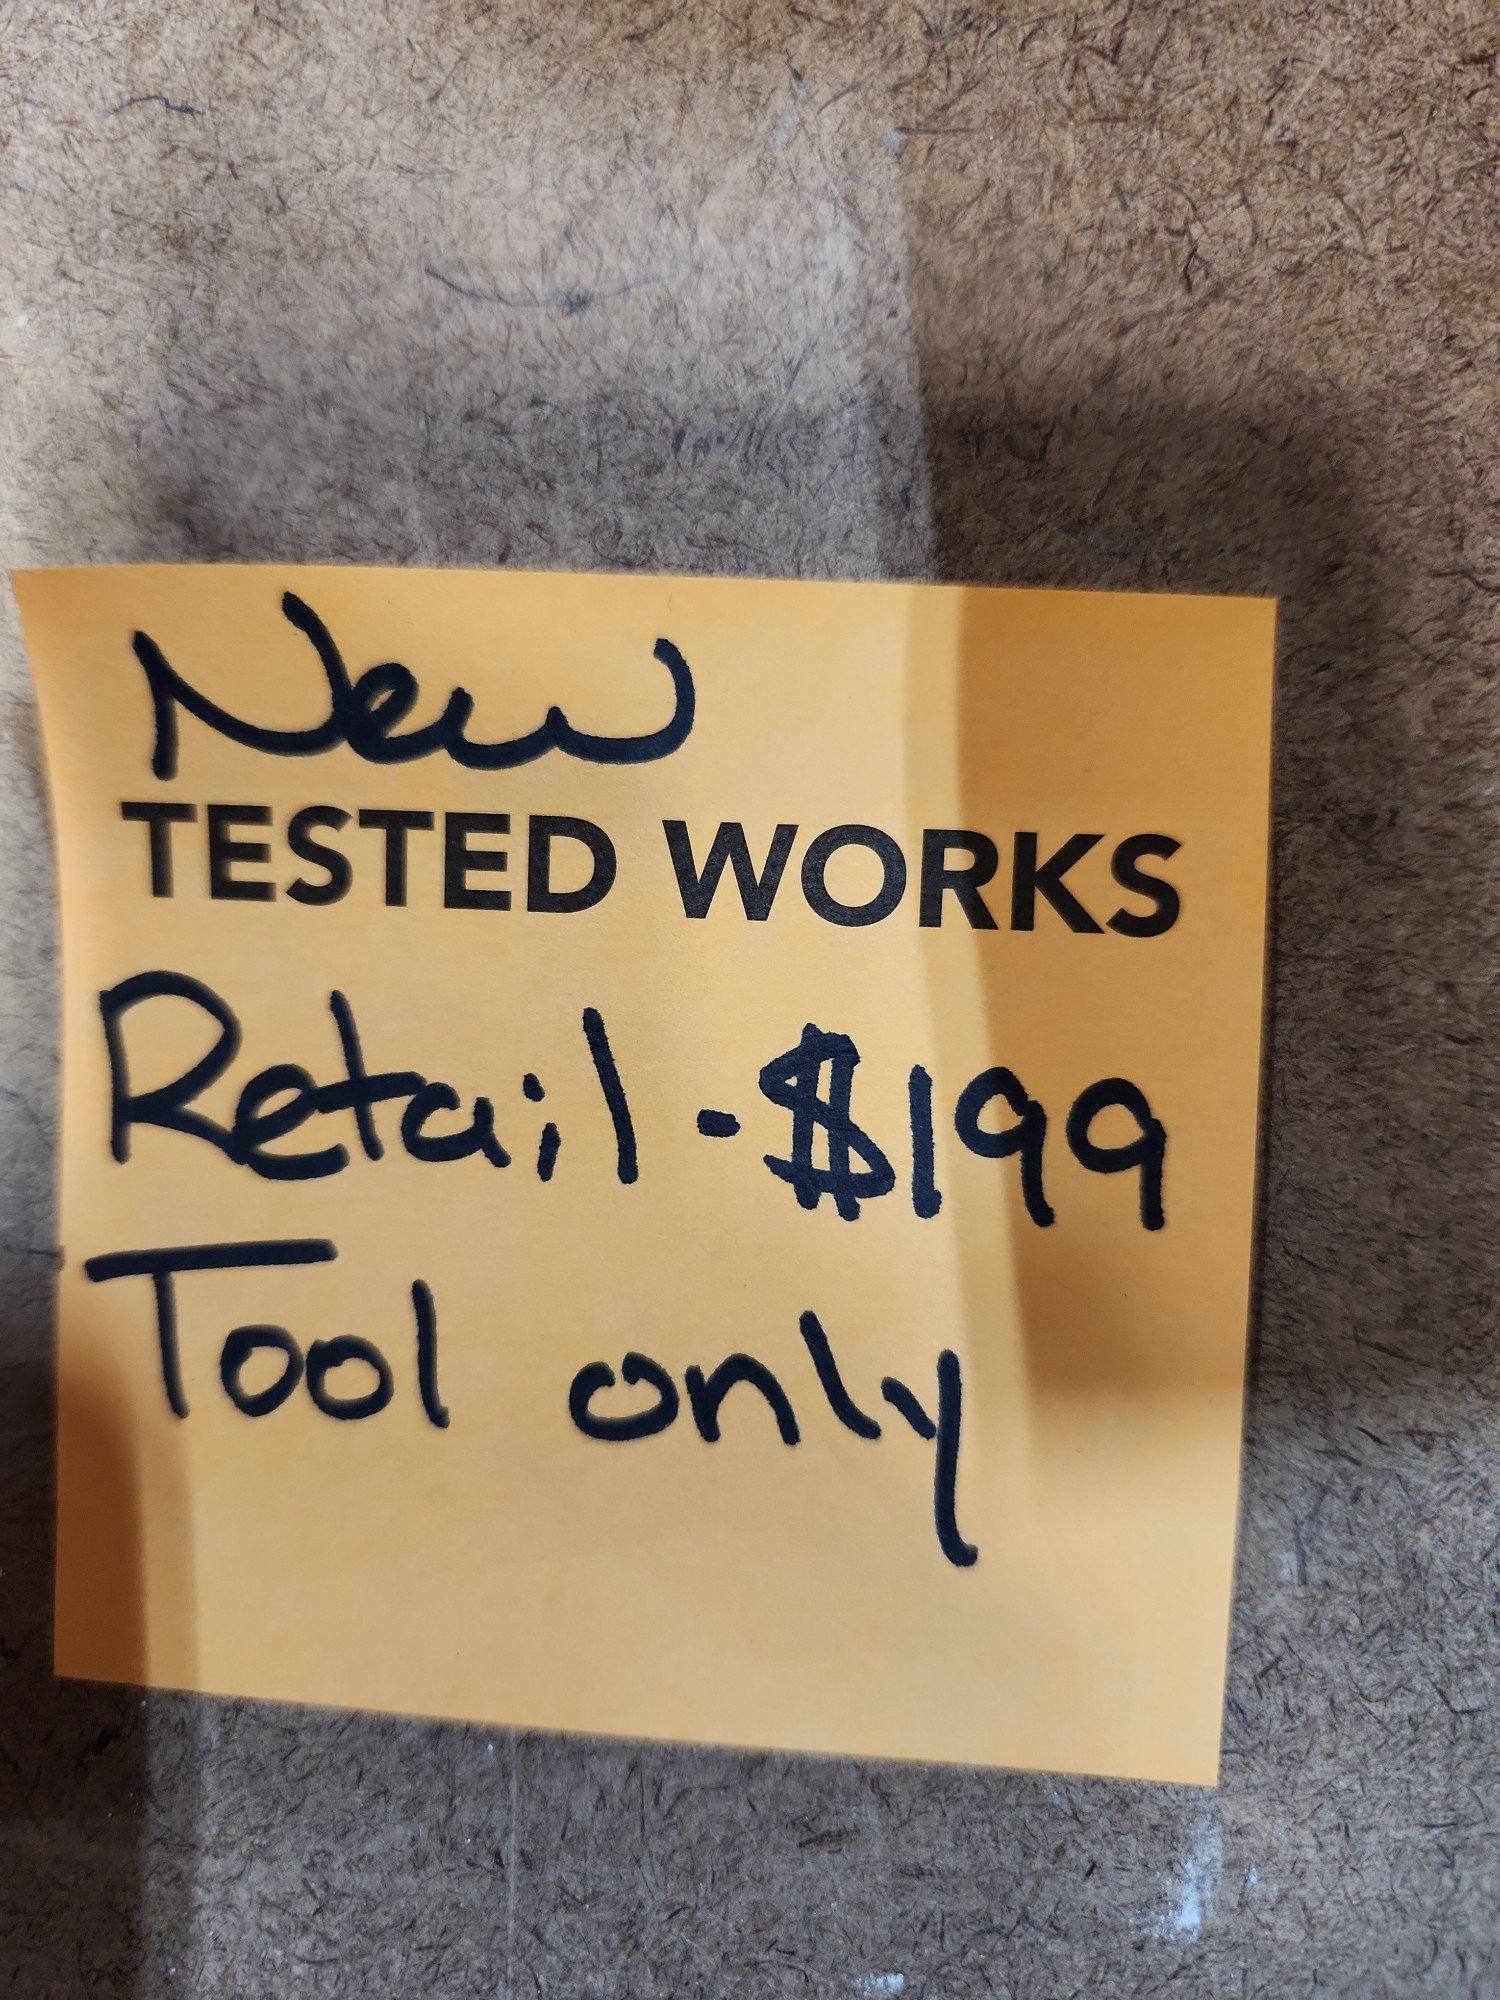 New
TESTED WORKS
Retail - $199
Tool only